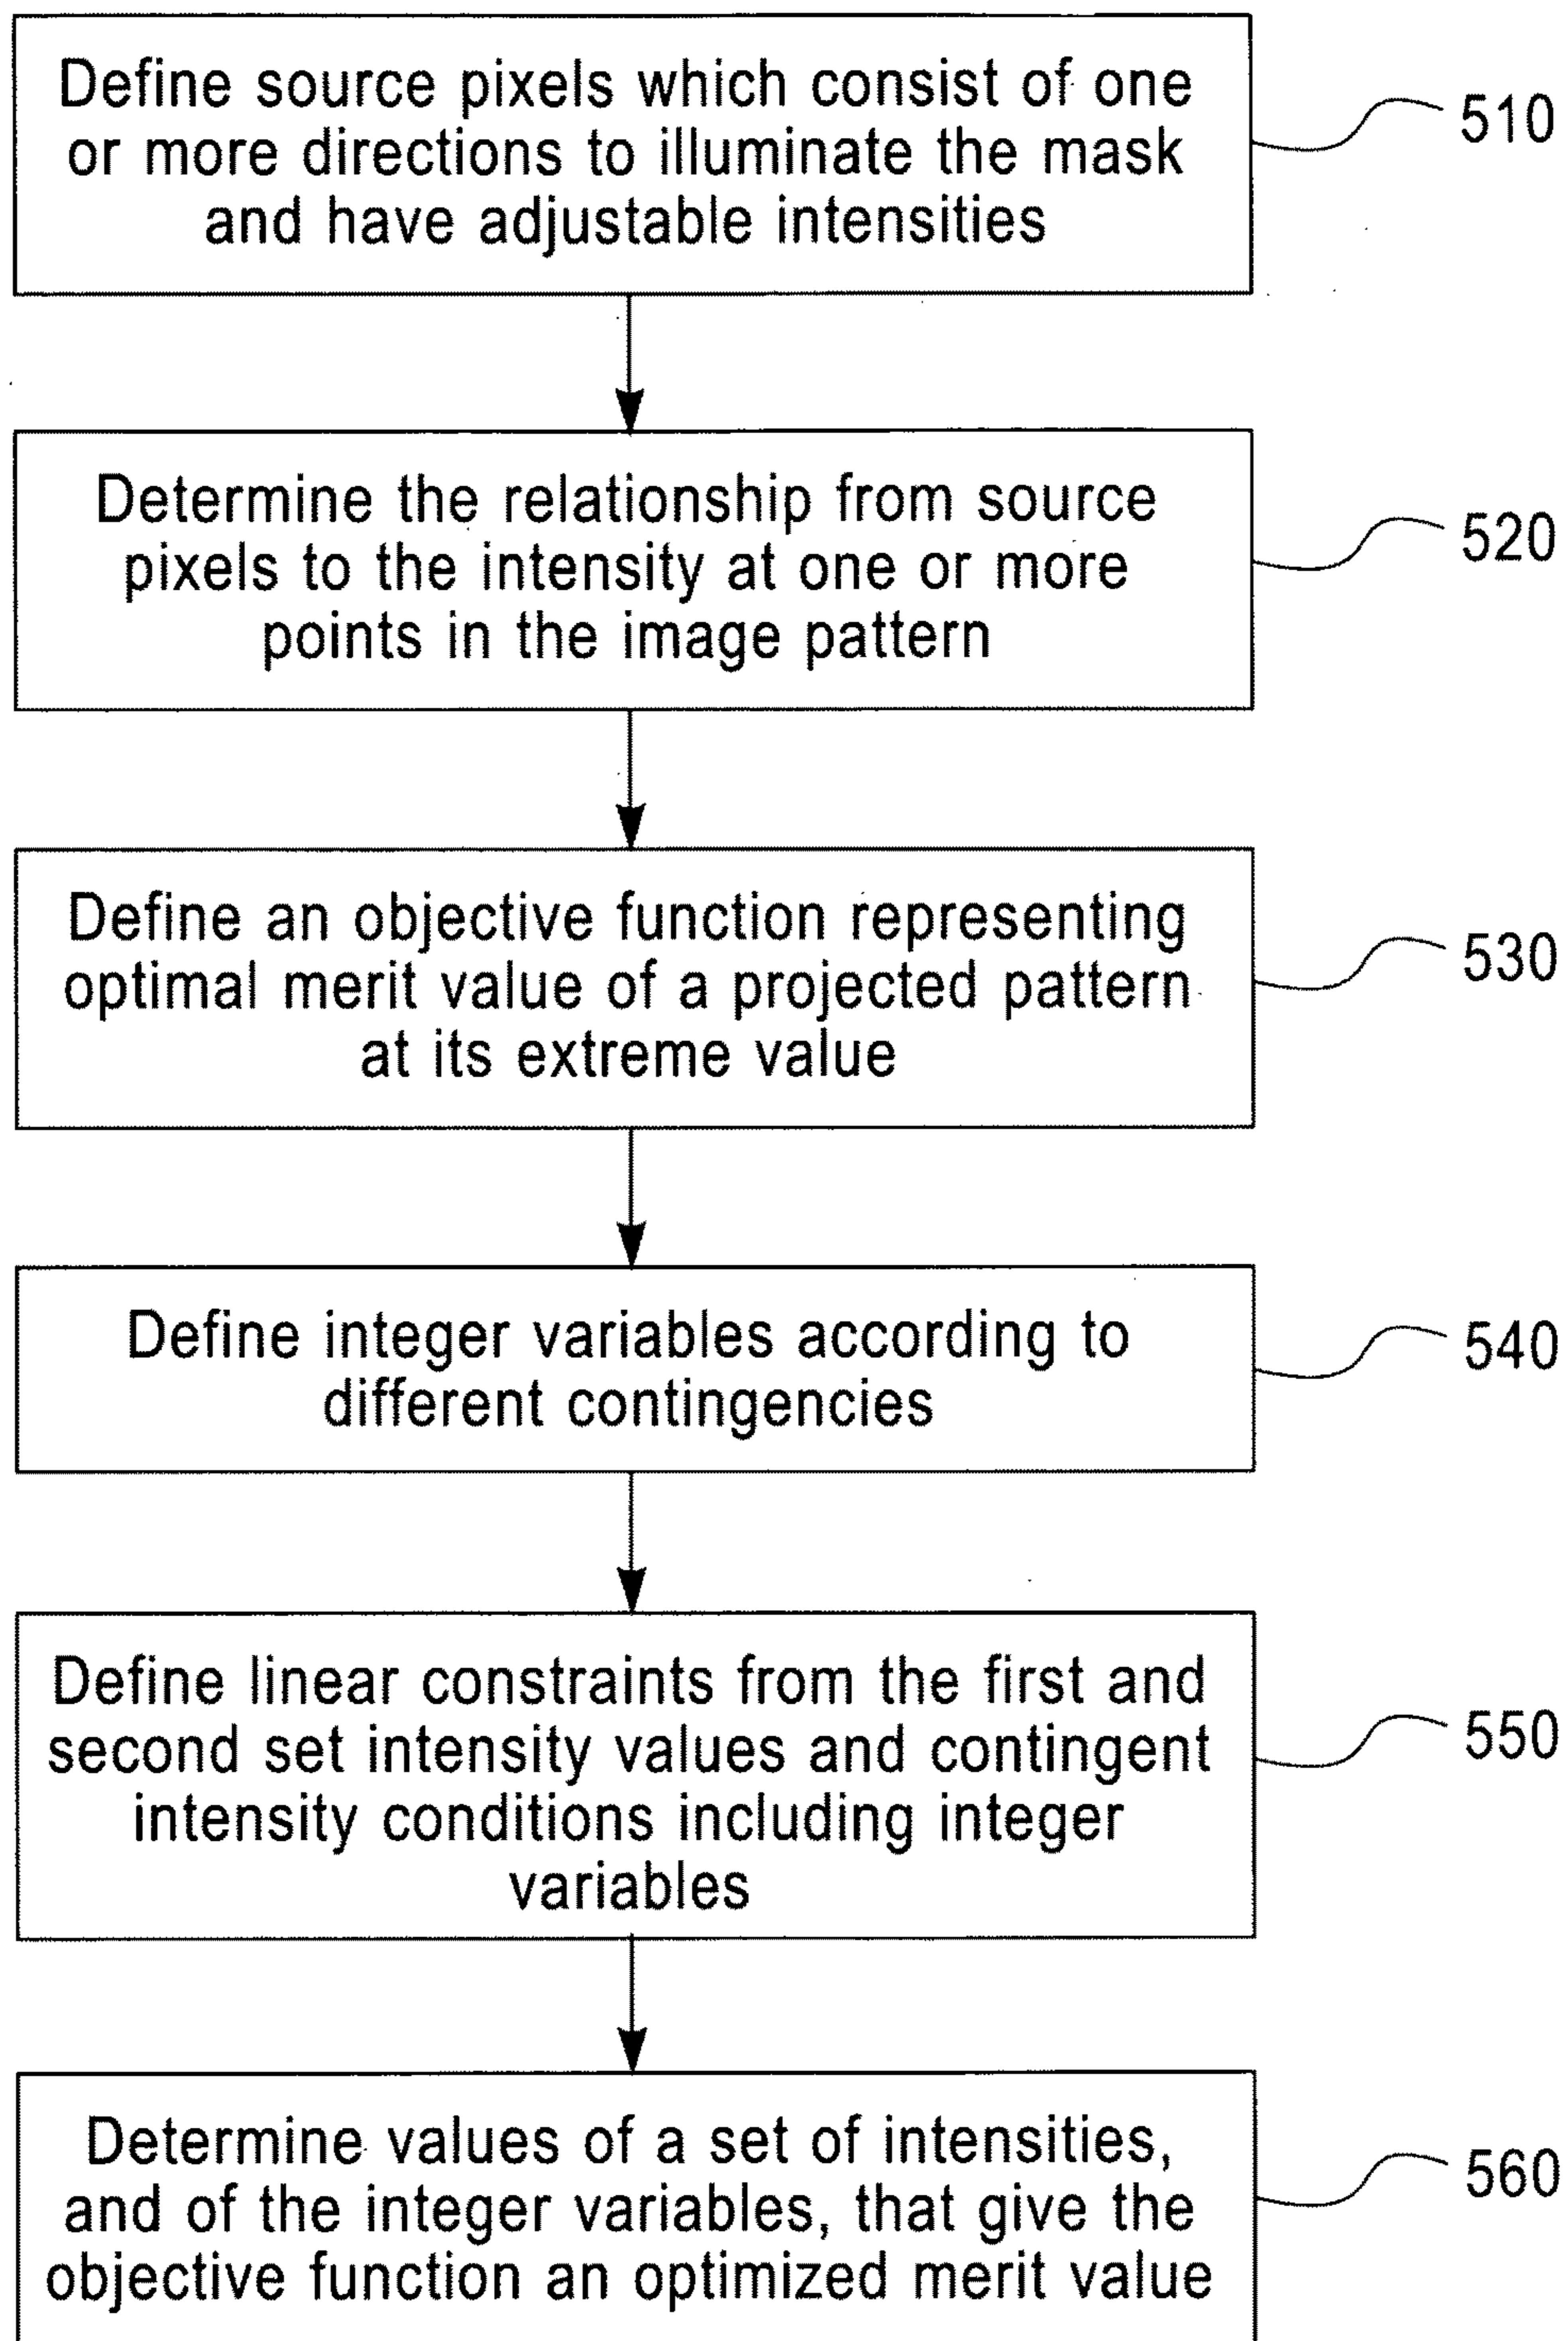 Define source pixels which consist of one
or more directions to illuminate the mask
and have adjustable intensities
510
Determine the relationship from source
pixels to the intensity at one or more
points in the image pattern
520
Define an objective function representing
optimal merit value of a projected pattern
at its extreme value
530
Define integer variables according to
different contingencies
540
Define linear constraints from the first and
second set intensity values and contingent
intensity conditions including integer
variables
550
Determine values of a set of intensities,
and of the integer variables, that give the
objective function an optimized merit value
560